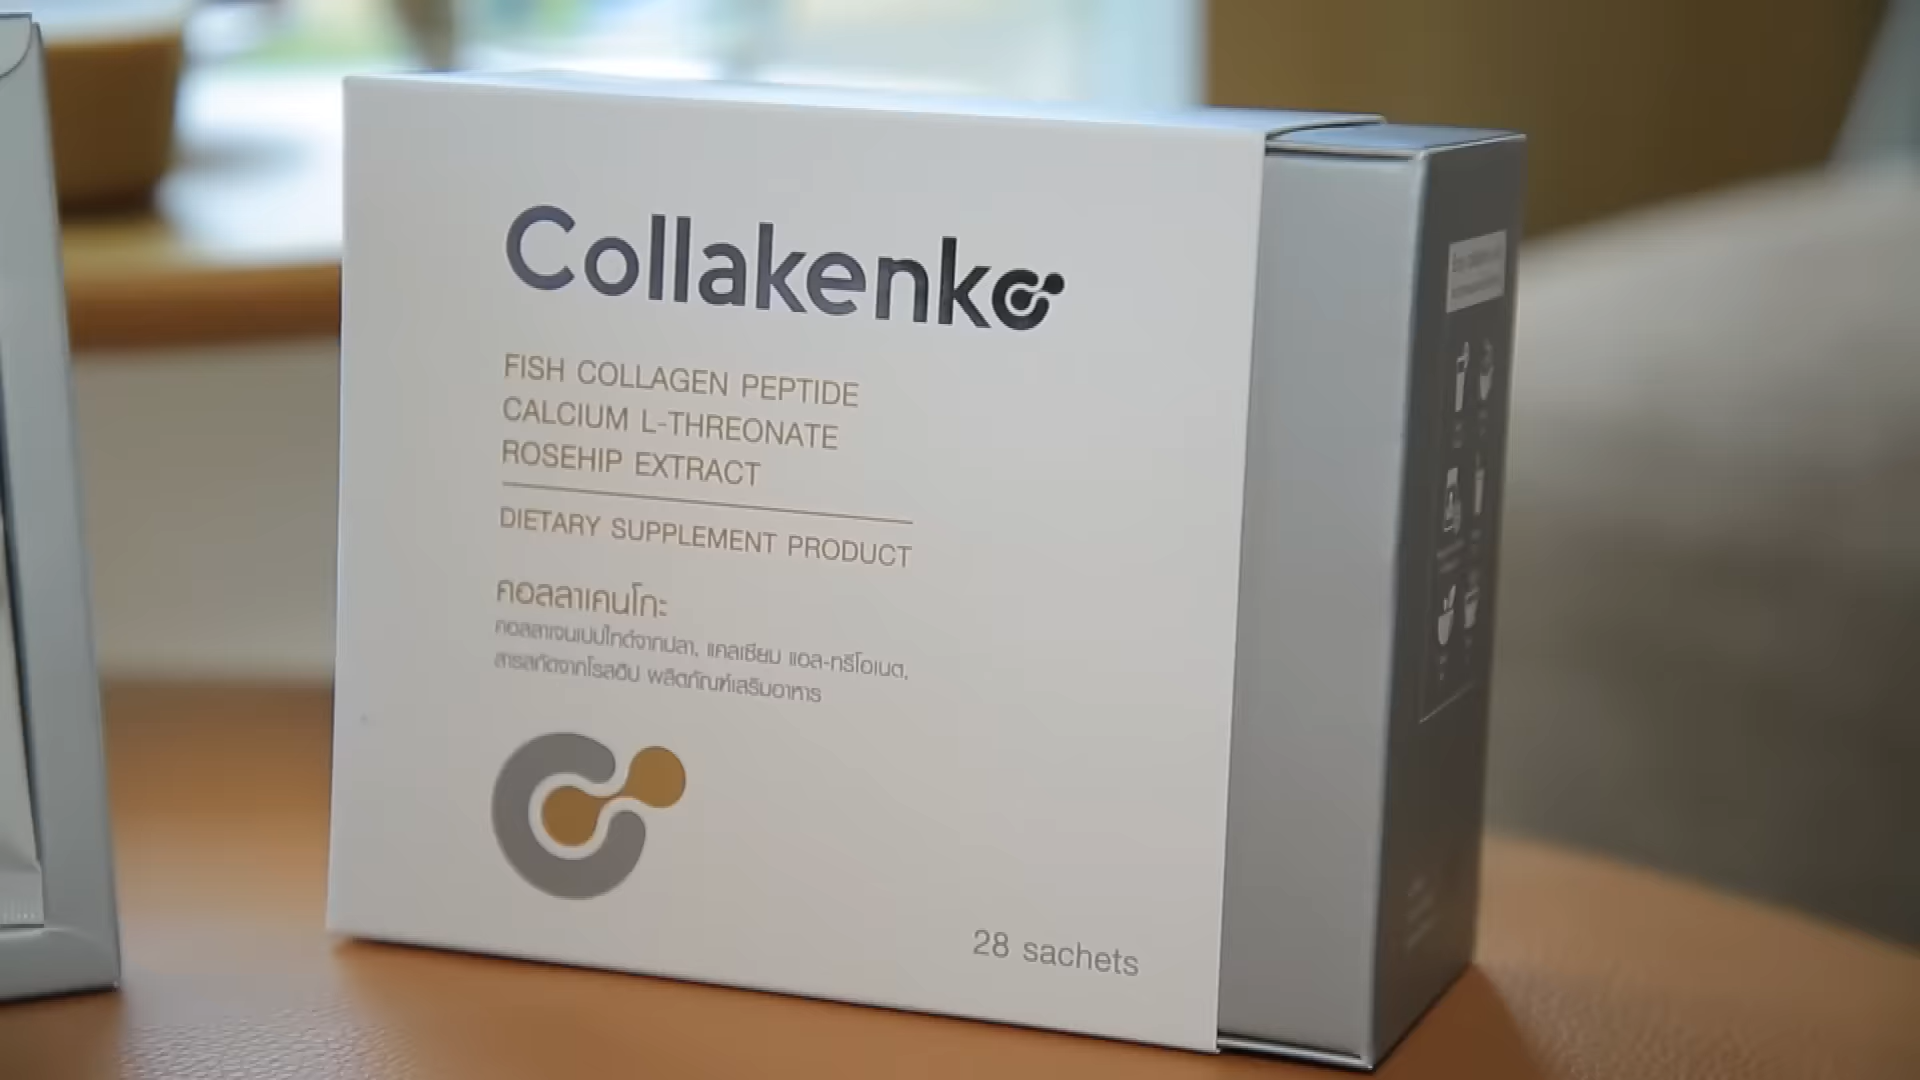 Collakenko
FISH COLLAGEN PEPTIDE
CALCIUM L-THREONATE
ROSEHIP EXTRACT
DIETARY SUPPLEMENT PRODUCT
คอลลาเคนโกะ
คอลลาเจนเปปไทด์จากปลา, แคลเซียม แอล-ทรีโอเนต,
สารสกัดจากโรสฮิป ผลิตภัณฑ์เสริมอาหาร
28 sachets